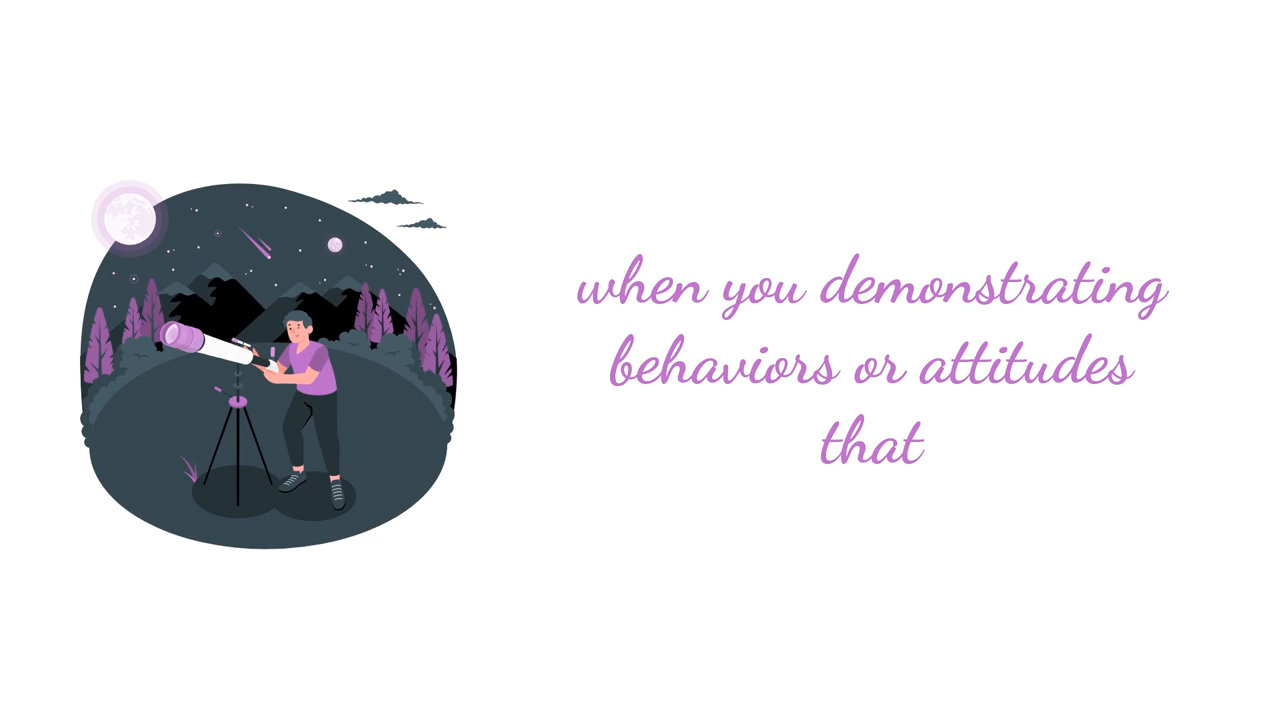 when you demonstrating
behaviors or attitudes
that